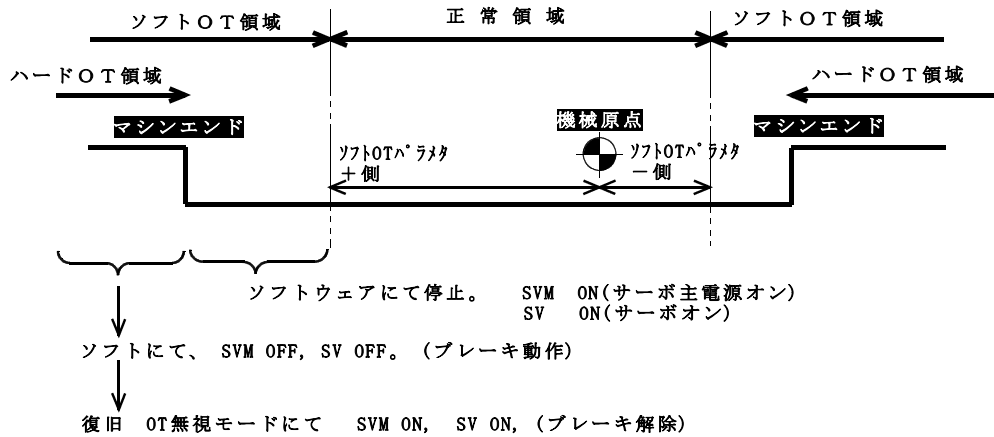 ソフトＯＴ領域
正 常 領 域
ソフトＯＴ領域
ハードＯＴ領域
ハードＯＴ領域
マシンエンド
機械原点
マシンエンド
ｿﾌﾄOTﾊﾟﾗﾒﾀ
＋側
ｿﾌﾄOTﾊﾟﾗﾒﾀ
－側
ソフトウェアにて停止。 SVM ON(サーボ主電源オン)
SV ON(サーボオン)
ソフトにて、 SVM OFF, SV OFF。 (ブレーキ動作)
復旧 OT無視モードにて SVM ON, SV ON, (ブレーキ解除)